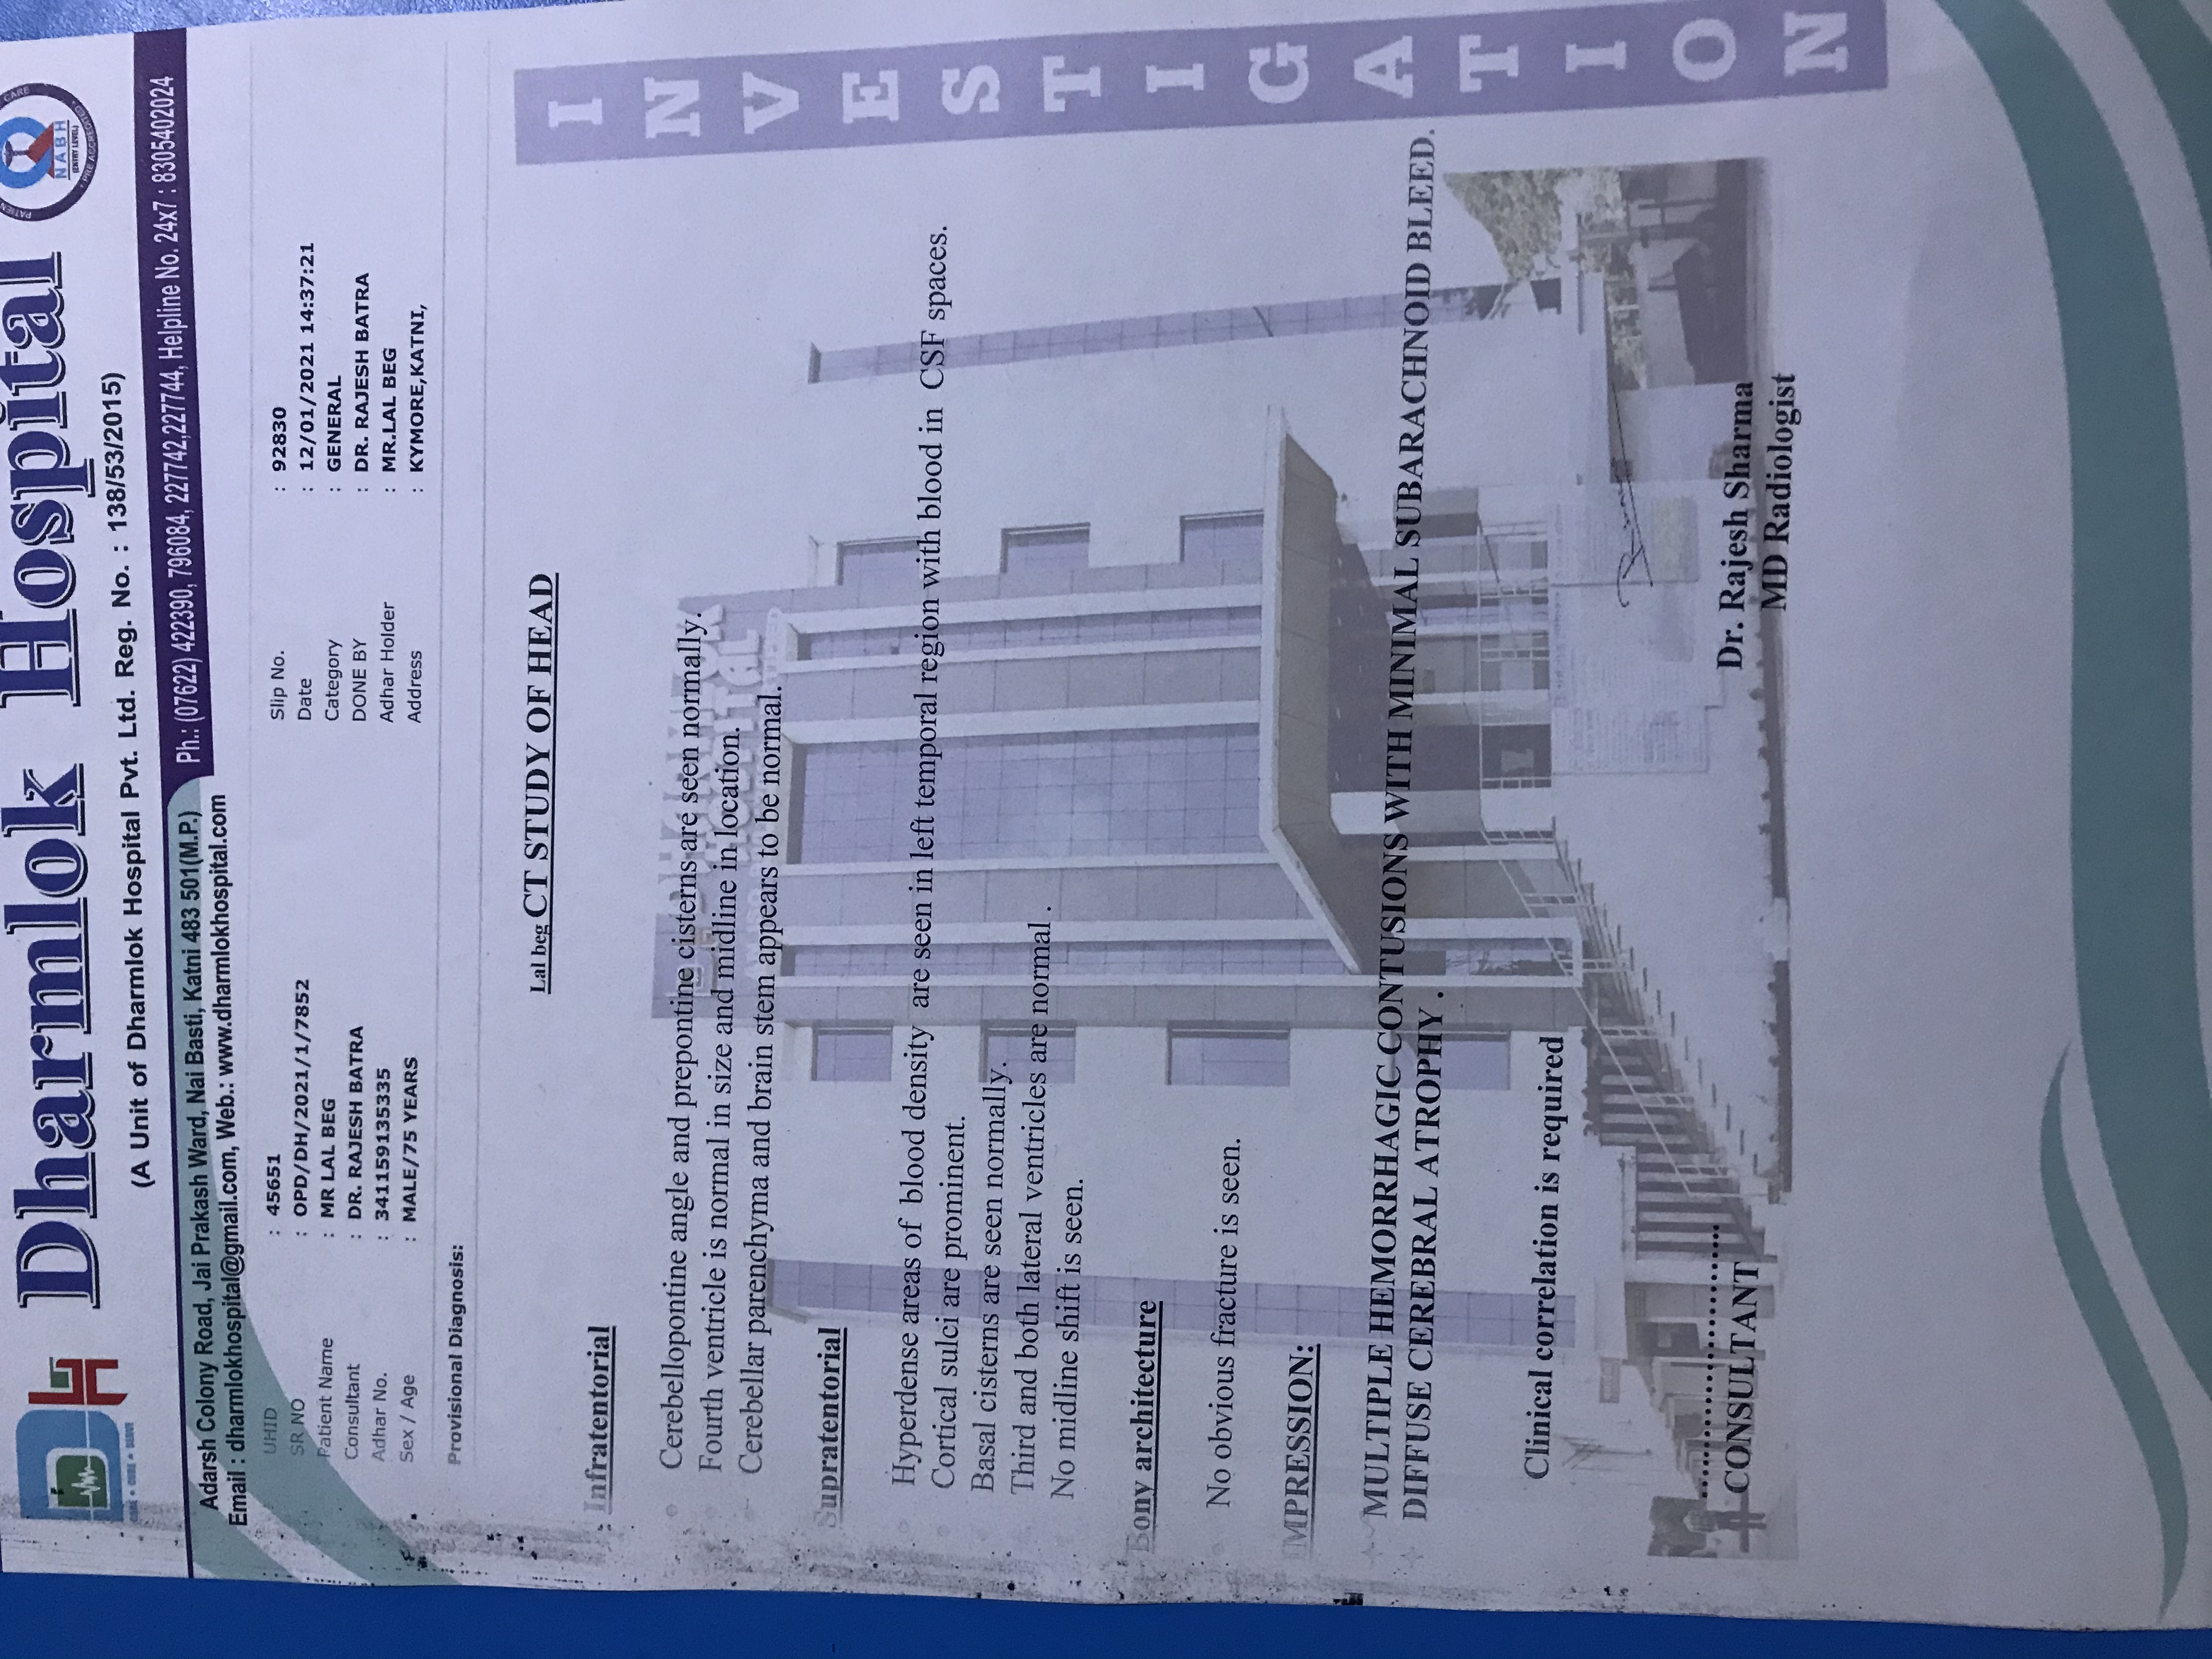 Dharmlok Hospital
NABH
(ENTRY LEVEL)
PRE ACCREDITED
CARE • CURE • SERVE
(A Unit of Dharmlok Hospital Pvt. Ltd. Reg. No. : 138/53/2015)
Adarsh Colony Road, Jai Prakash Ward, Nai Basti, Katni 483 501(M.P.)
Ph.: (07622) 422390, 796084, 227742,227744, Helpline No. 24x7 : 8305402024
Email : dharmlokhospital@gmail.com, Web.: www.dharmlokhospital.com
UHID : 45651 Slip No. : 92830
SR NO : OPD/DH/2021/1/7852 Date : 12/01/2021 14:37:21
Patient Name : MR LAL BEG Category : GENERAL
Consultant : DR. RAJESH BATRA DONE BY : DR. RAJESH BATRA
Adhar No. : 341159135335 Adhar Holder : MR.LAL BEG
Sex / Age : MALE/75 YEARS Address : KYMORE,KATNI,
Provisional Diagnosis:
Lal beg CT STUDY OF HEAD
Infratentorial
Cerebellopontine angle and prepontine cisterns are seen normally.
Fourth ventricle is normal in size and midline in location.
Cerebellar parenchyma and brain stem appears to be normal.
Supratentorial
Hyperdense areas of blood density are seen in left temporal region with blood in CSF spaces.
Cortical sulci are prominent.
Basal cisterns are seen normally.
Third and both lateral ventricles are normal .
No midline shift is seen.
Bony architecture
No obvious fracture is seen.
IMPRESSION:
MULTIPLE HEMORRHAGIC CONTUSIONS WITH MINIMAL SUBARACHNOID BLEED.
DIFFUSE CEREBRAL ATROPHY .
Clinical correlation is required
CONSULTANT
Dr. Rajesh Sharma
MD Radiologist
INVESTIGATION